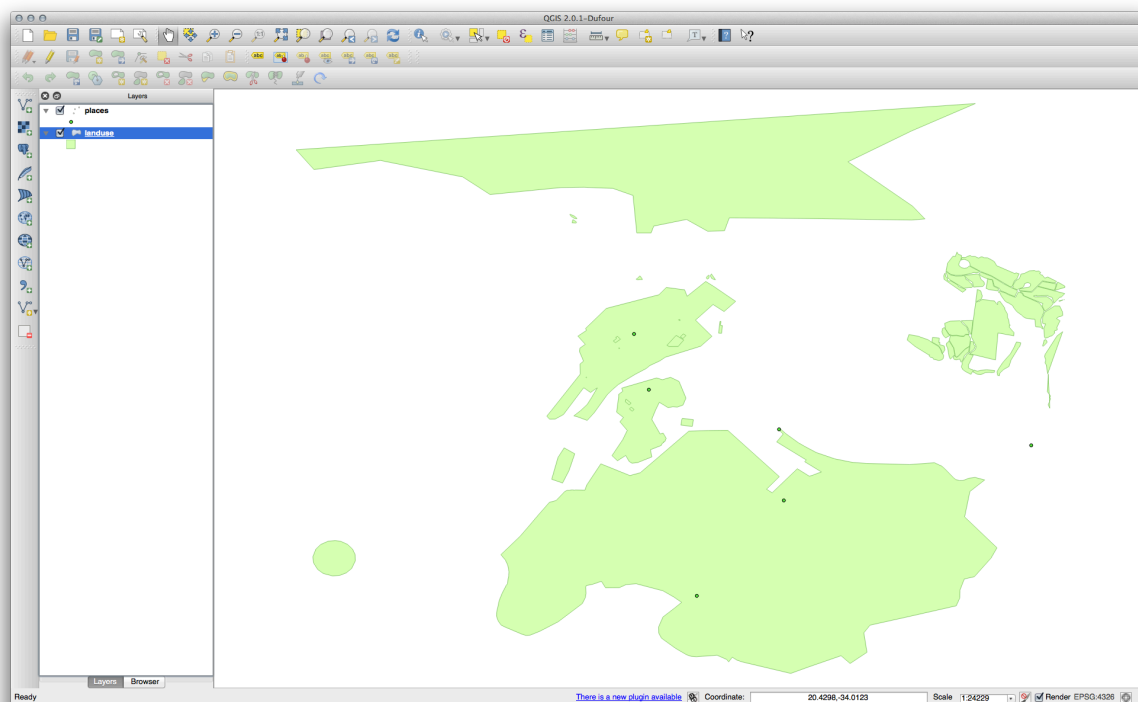 QGIS 2.0.1-Dufour
Layers
places
landuse
Layers
Browser
Ready
There is a new plugin available
Coordinate:
20.4298,-34.0123
Scale
1:24229
Render
EPSG:4326